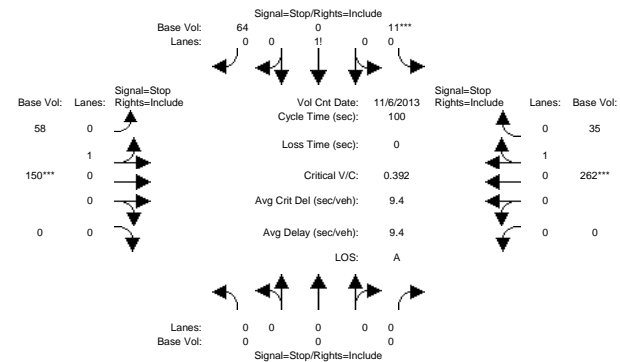 Signal=Stop/Rights=Include
Base Vol: 64 0 11***
Lanes: 0 0 1! 0 0
Signal=Stop
Base Vol: Lanes: Rights=Include
Vol Cnt Date: 11/6/2013
Signal=Stop
Rights=Include Lanes: Base Vol:
58 0
Cycle Time (sec): 100
0 35
Loss Time (sec): 0
1
1
150*** 0
Critical V/C: 0.392
0 262***
0
Avg Crit Del (sec/veh): 9.4
0
0 0
Avg Delay (sec/veh): 9.4
0 0
LOS: A
Lanes: 0 0 0 0 0
Base Vol: 0 0 0
Signal=Stop/Rights=Include